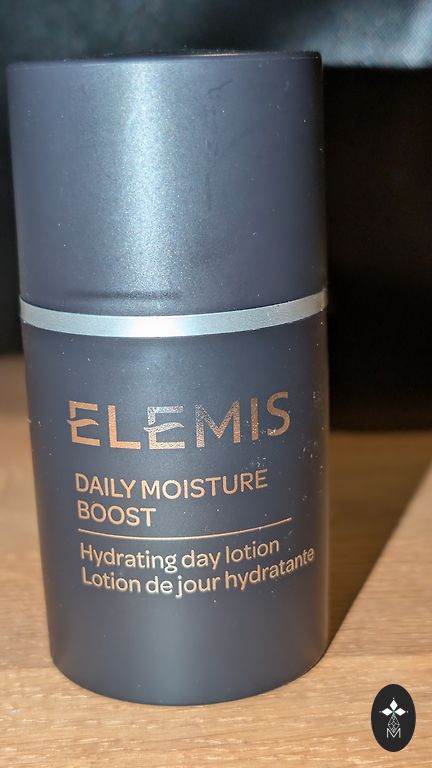 ELEMIS
DAILY MOISTURE
BOOST
Hydrating day lotion
Lotion de jour hydratante
M